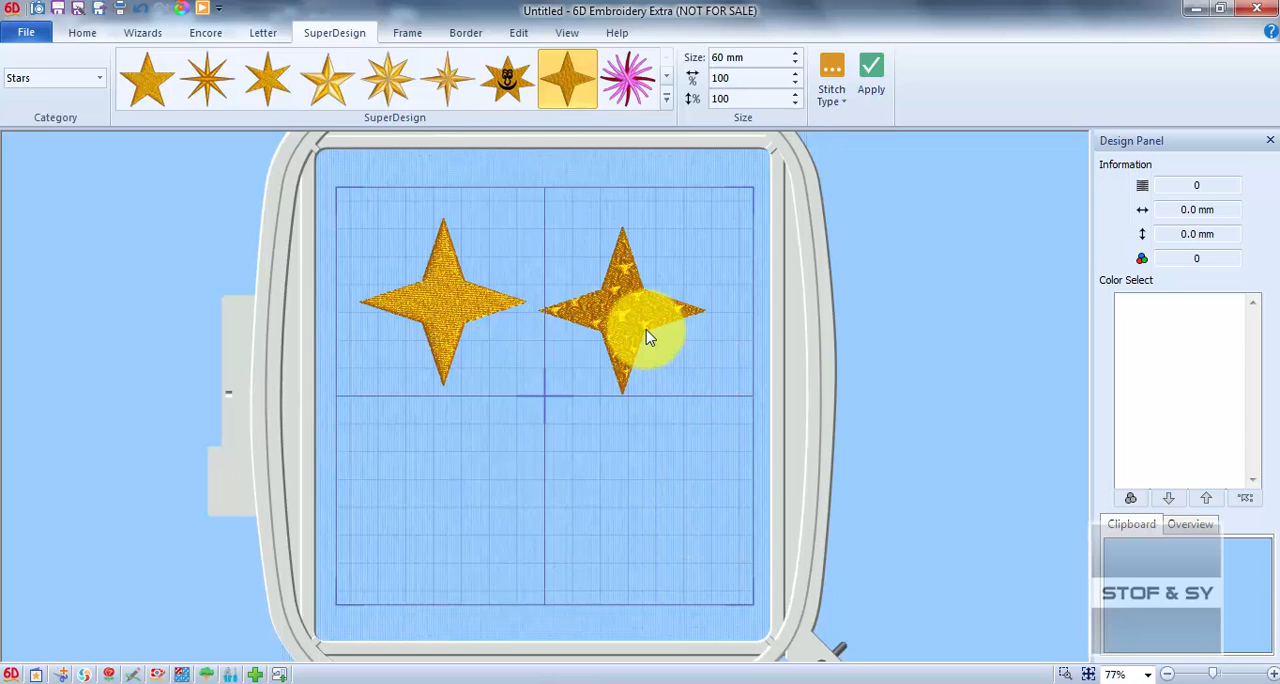 Untitled - 6D Embroidery Extra (NOT FOR SALE)
File Home Wizards Encore Letter SuperDesign Frame Border Edit View Help
Stars
Size: 60 mm
% 100
% 100
Stitch Type
Apply
Category SuperDesign Size
Design Panel
Information
0
0.0 mm
0.0 mm
0
Color Select
Clipboard Overview
STOF & SY
6D
77%